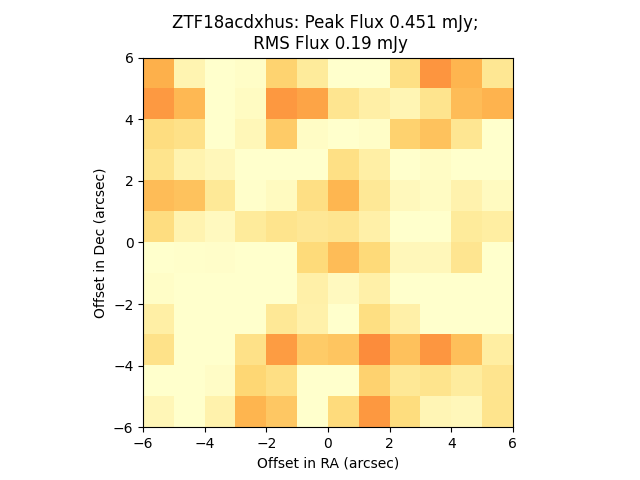 ZTF18acdxhus: Peak Flux 0.451 mJy;
RMS Flux 0.19 mJy
6
4
2
0
−2
−4
−6
Offset in Dec (arcsec)
−6 −4 −2 0 2 4 6
Offset in RA (arcsec)